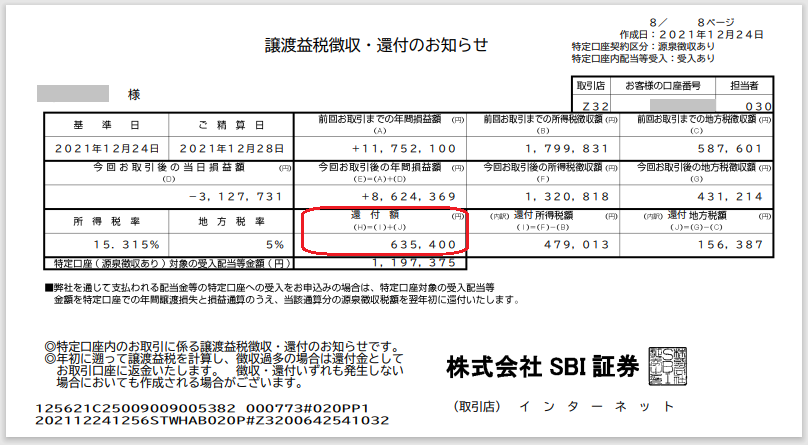 8／　　8ページ
作成日：2021年12月24日
特定口座契約区分：源泉徴収あり
特定口座内配当等受入：受入あり
譲渡益税徴収・還付のお知らせ
様
取引店 お客様の口座番号 担当者
Z32 030
基準日 ご精算日 前回お取引までの年間損益額 (円) 前回お取引までの所得税徴収額 (円) 前回お取引までの地方税徴収額 (円)
(A) (B) (C)
2021年12月24日 2021年12月28日 +11,752,100 1,799,831 587,601
今回お取引後の当日損益額 (円) 今回お取引後の年間損益額 (円) 今回お取引後の所得税徴収額 (円) 今回お取引後の地方税徴収額 (円)
(D) (E)=(A)+(D) (F) (G)
−3,127,731 +8,624,369 1,320,818 431,214
所得税率 地方税率 還付額 (円) (内訳) 還付所得税額 (円) (内訳) 還付地方税額 (円)
(H)=(I)+(J) (I)=(F)−(B) (J)=(G)−(C)
15.315% 5% 635,400 479,013 156,387
特定口座(源泉徴収あり)対象の受入配当等金額(円) 1,197,375
■弊社を通じて支払われる配当金等の特定口座への受入をお申込みの場合は、特定口座対象の受入配当等
金額を特定口座での年間譲渡損失と損益通算のうえ、当該通算分の源泉徴収税額を翌年初に還付いたします。
◎特定口座内のお取引に係る譲渡益税徴収・還付のお知らせです。
◎年初に遡って譲渡益税を計算し、徴収過多の場合は還付金として
お取引口座に返金いたします。　徴収・還付いずれも発生しない
場合においても作成される場合がございます。
株式会社 SBI 証券
（取引店）　インターネット
125621C25009009005382 000773#020PP1
202112241256STWHAB020P#Z3200642541032